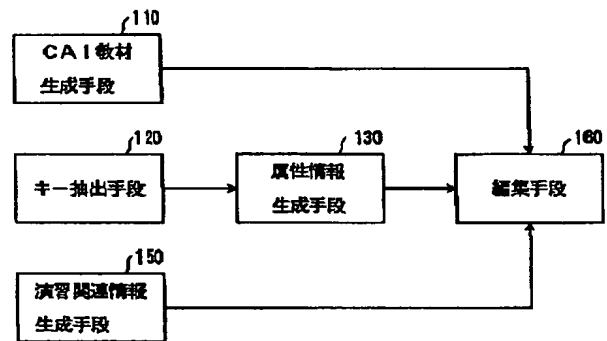 110
CAI教材
生成手段
120
キー抽出手段
130
属性情報
生成手段
160
編集手段
150
演習関連情報
生成手段